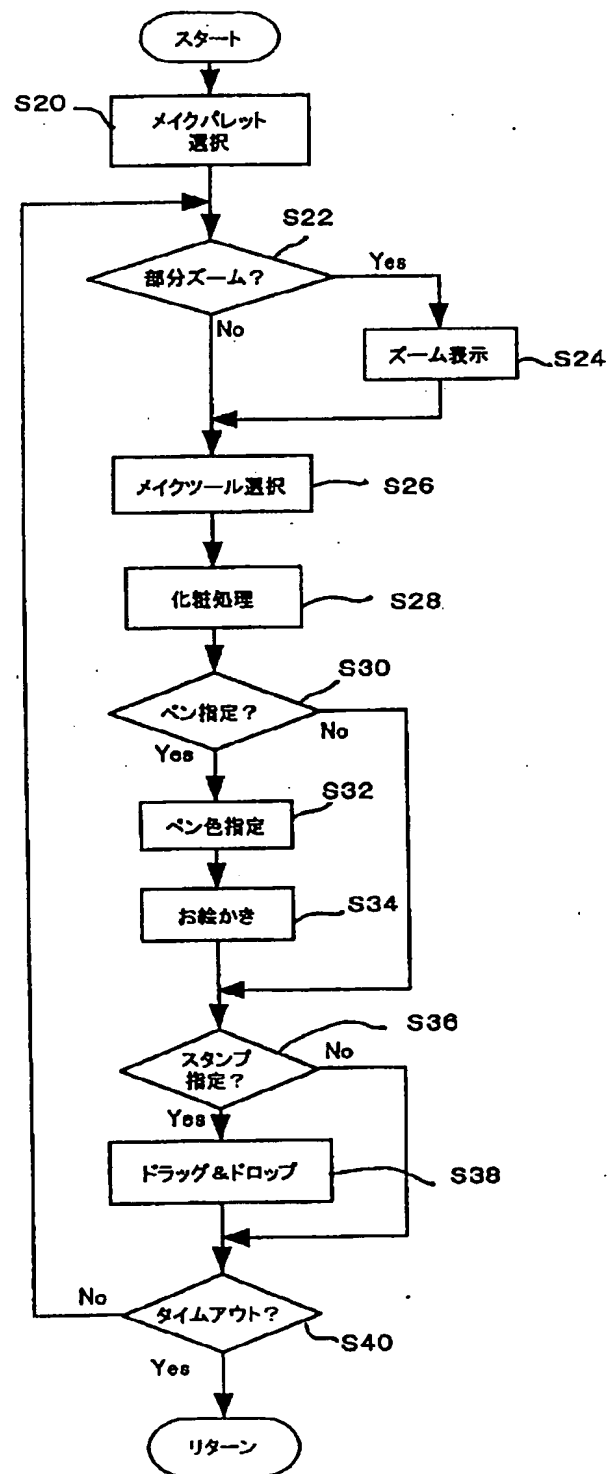 スタート
S20
メイクパレット
選択
S22
部分ズーム?
Yes
No
ズーム表示
S24
メイクツール選択
S26
化粧処理
S28
S30
ペン指定?
No
Yes
S32
ペン色指定
お絵かき
S34
S36
スタンプ
指定?
No
Yes
ドラッグ&ドロップ
S38
No
タイムアウト?
S40
Yes
リターン